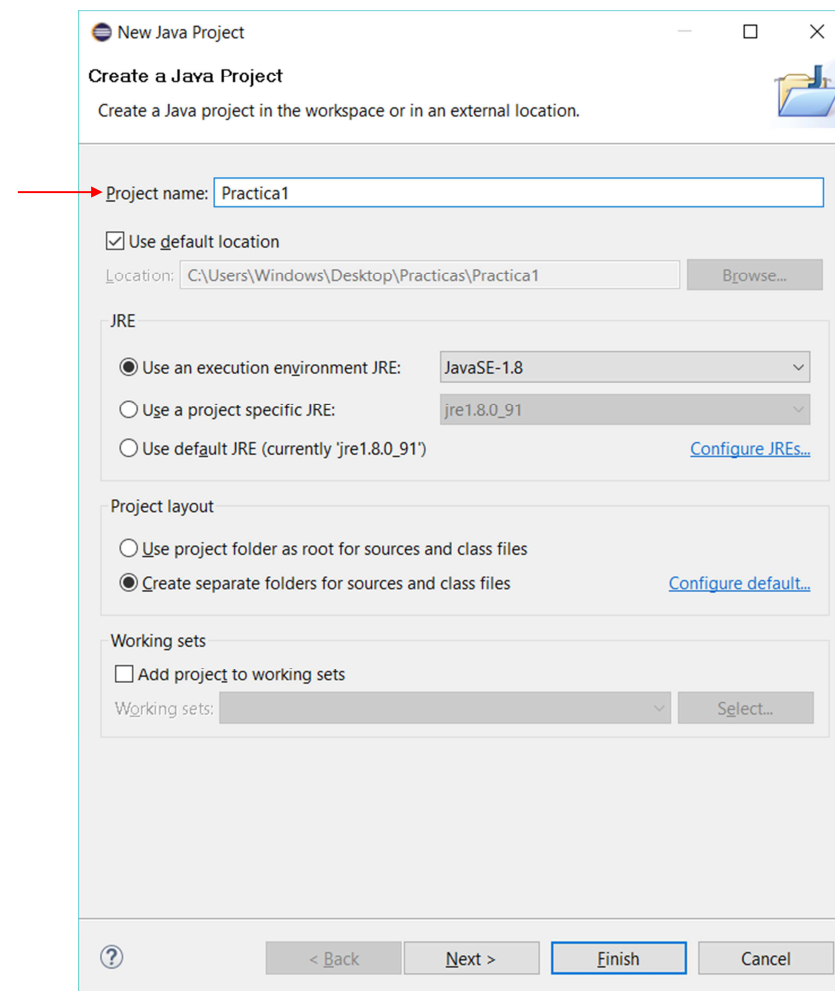 New Java Project
Create a Java Project
Create a Java project in the workspace or in an external location.
Project name: Practica1
Use default location
Location: C:\Users\Windows\Desktop\Practicas\Practica1 Browse...
JRE
Use an execution environment JRE: JavaSE-1.8
Use a project specific JRE: jre1.8.0_91
Use default JRE (currently 'jre1.8.0_91') Configure JREs...
Project layout
Use project folder as root for sources and class files
Create separate folders for sources and class files Configure default...
Working sets
Add project to working sets
Working sets: Select...
? < Back Next > Finish Cancel